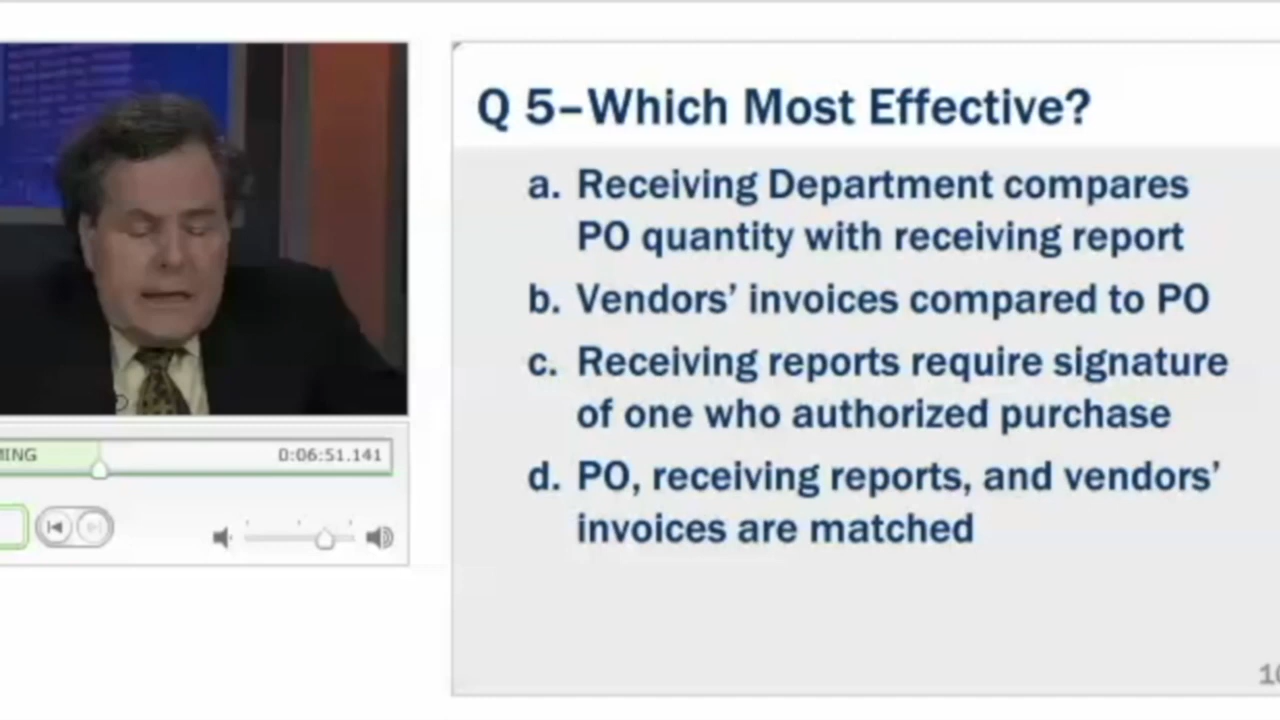 Q 5–Which Most Effective?
a. Receiving Department compares
PO quantity with receiving report
b. Vendors’ invoices compared to PO
c. Receiving reports require signature
of one who authorized purchase
d. PO, receiving reports, and vendors’
invoices are matched
MING
0:06:51.141
10